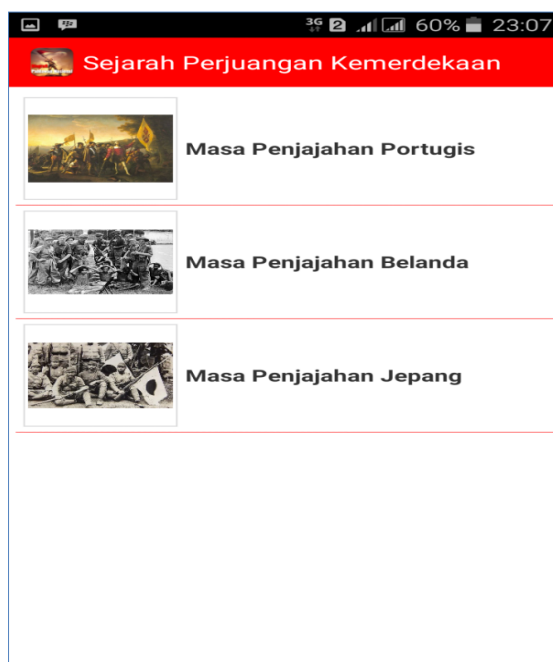 3G 2 60% 23:07
Sejarah Perjuangan Kemerdekaan
Masa Penjajahan Portugis
Masa Penjajahan Belanda
Masa Penjajahan Jepang